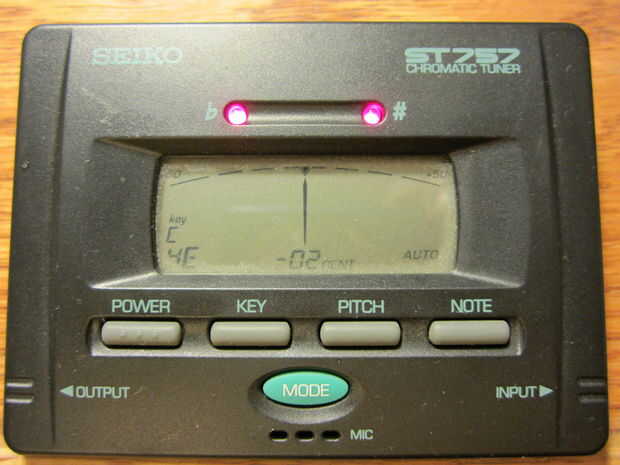 SEIKO
ST757
CHROMATIC TUNER
♭ #
-50 +50
key
C
4E -02 CENT AUTO
POWER KEY PITCH NOTE
◀OUTPUT MODE INPUT▶
MIC